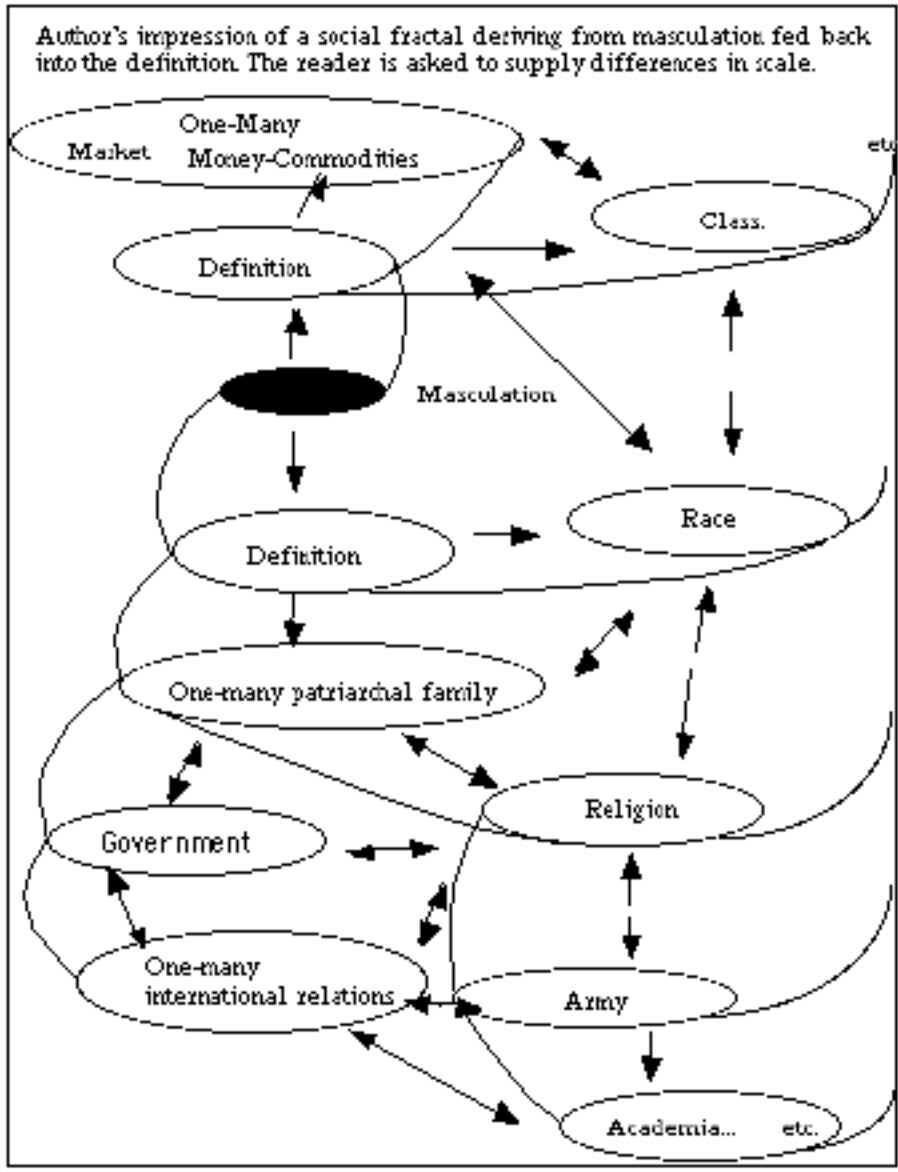 Author's impression of a social fractal deriving from masculation fed back
into the definition. The reader is asked to supply differences in scale.
One-Many
Market Money-Commodities
etc
Class.
Definition
Masculation
Race
Definition
One-many patriarchal family
Religion
Government
One-many
international relations
Army
Academia... etc.